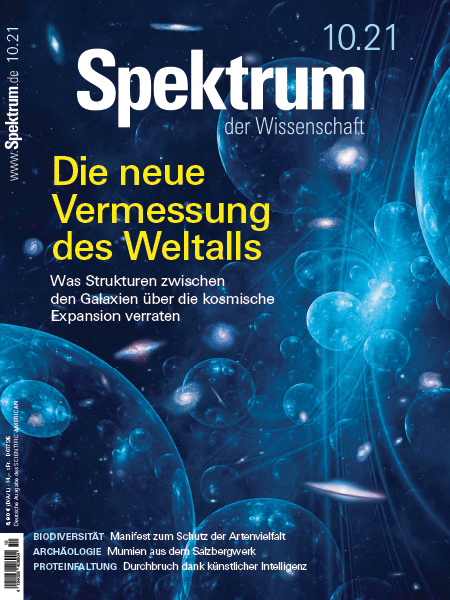 10.21
Spektrum
der Wissenschaft
www.Spektrum.de 10.21
Die neue
Vermessung
des Weltalls
Was Strukturen zwischen
den Galaxien über die kosmische
Expansion verraten
BIODIVERSITÄT Manifest zum Schutz der Artenvielfalt
ARCHÄOLOGIE Mumien aus dem Salzbergwerk
PROTEINFALTUNG Durchbruch dank künstlicher Intelligenz
Deutsche Ausgabe des SCIENTIFIC AMERICAN